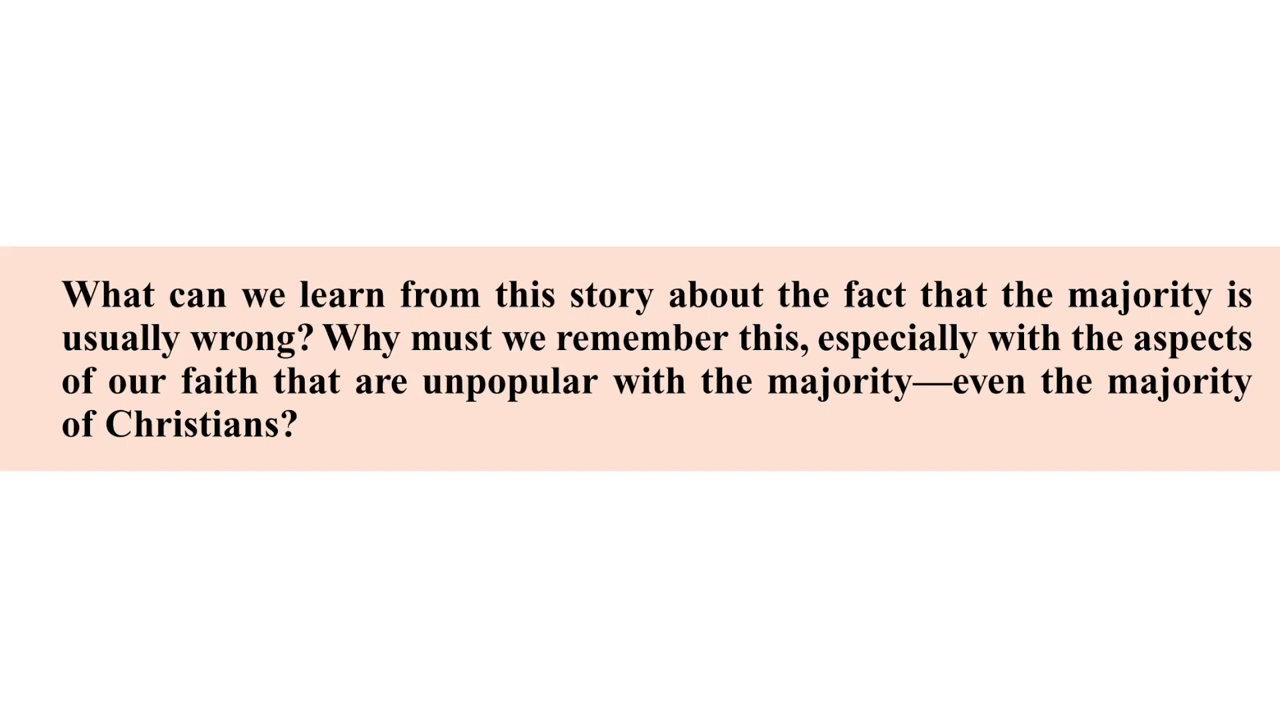 What can we learn from this story about the fact that the majority is
usually wrong? Why must we remember this, especially with the aspects
of our faith that are unpopular with the majority—even the majority
of Christians?